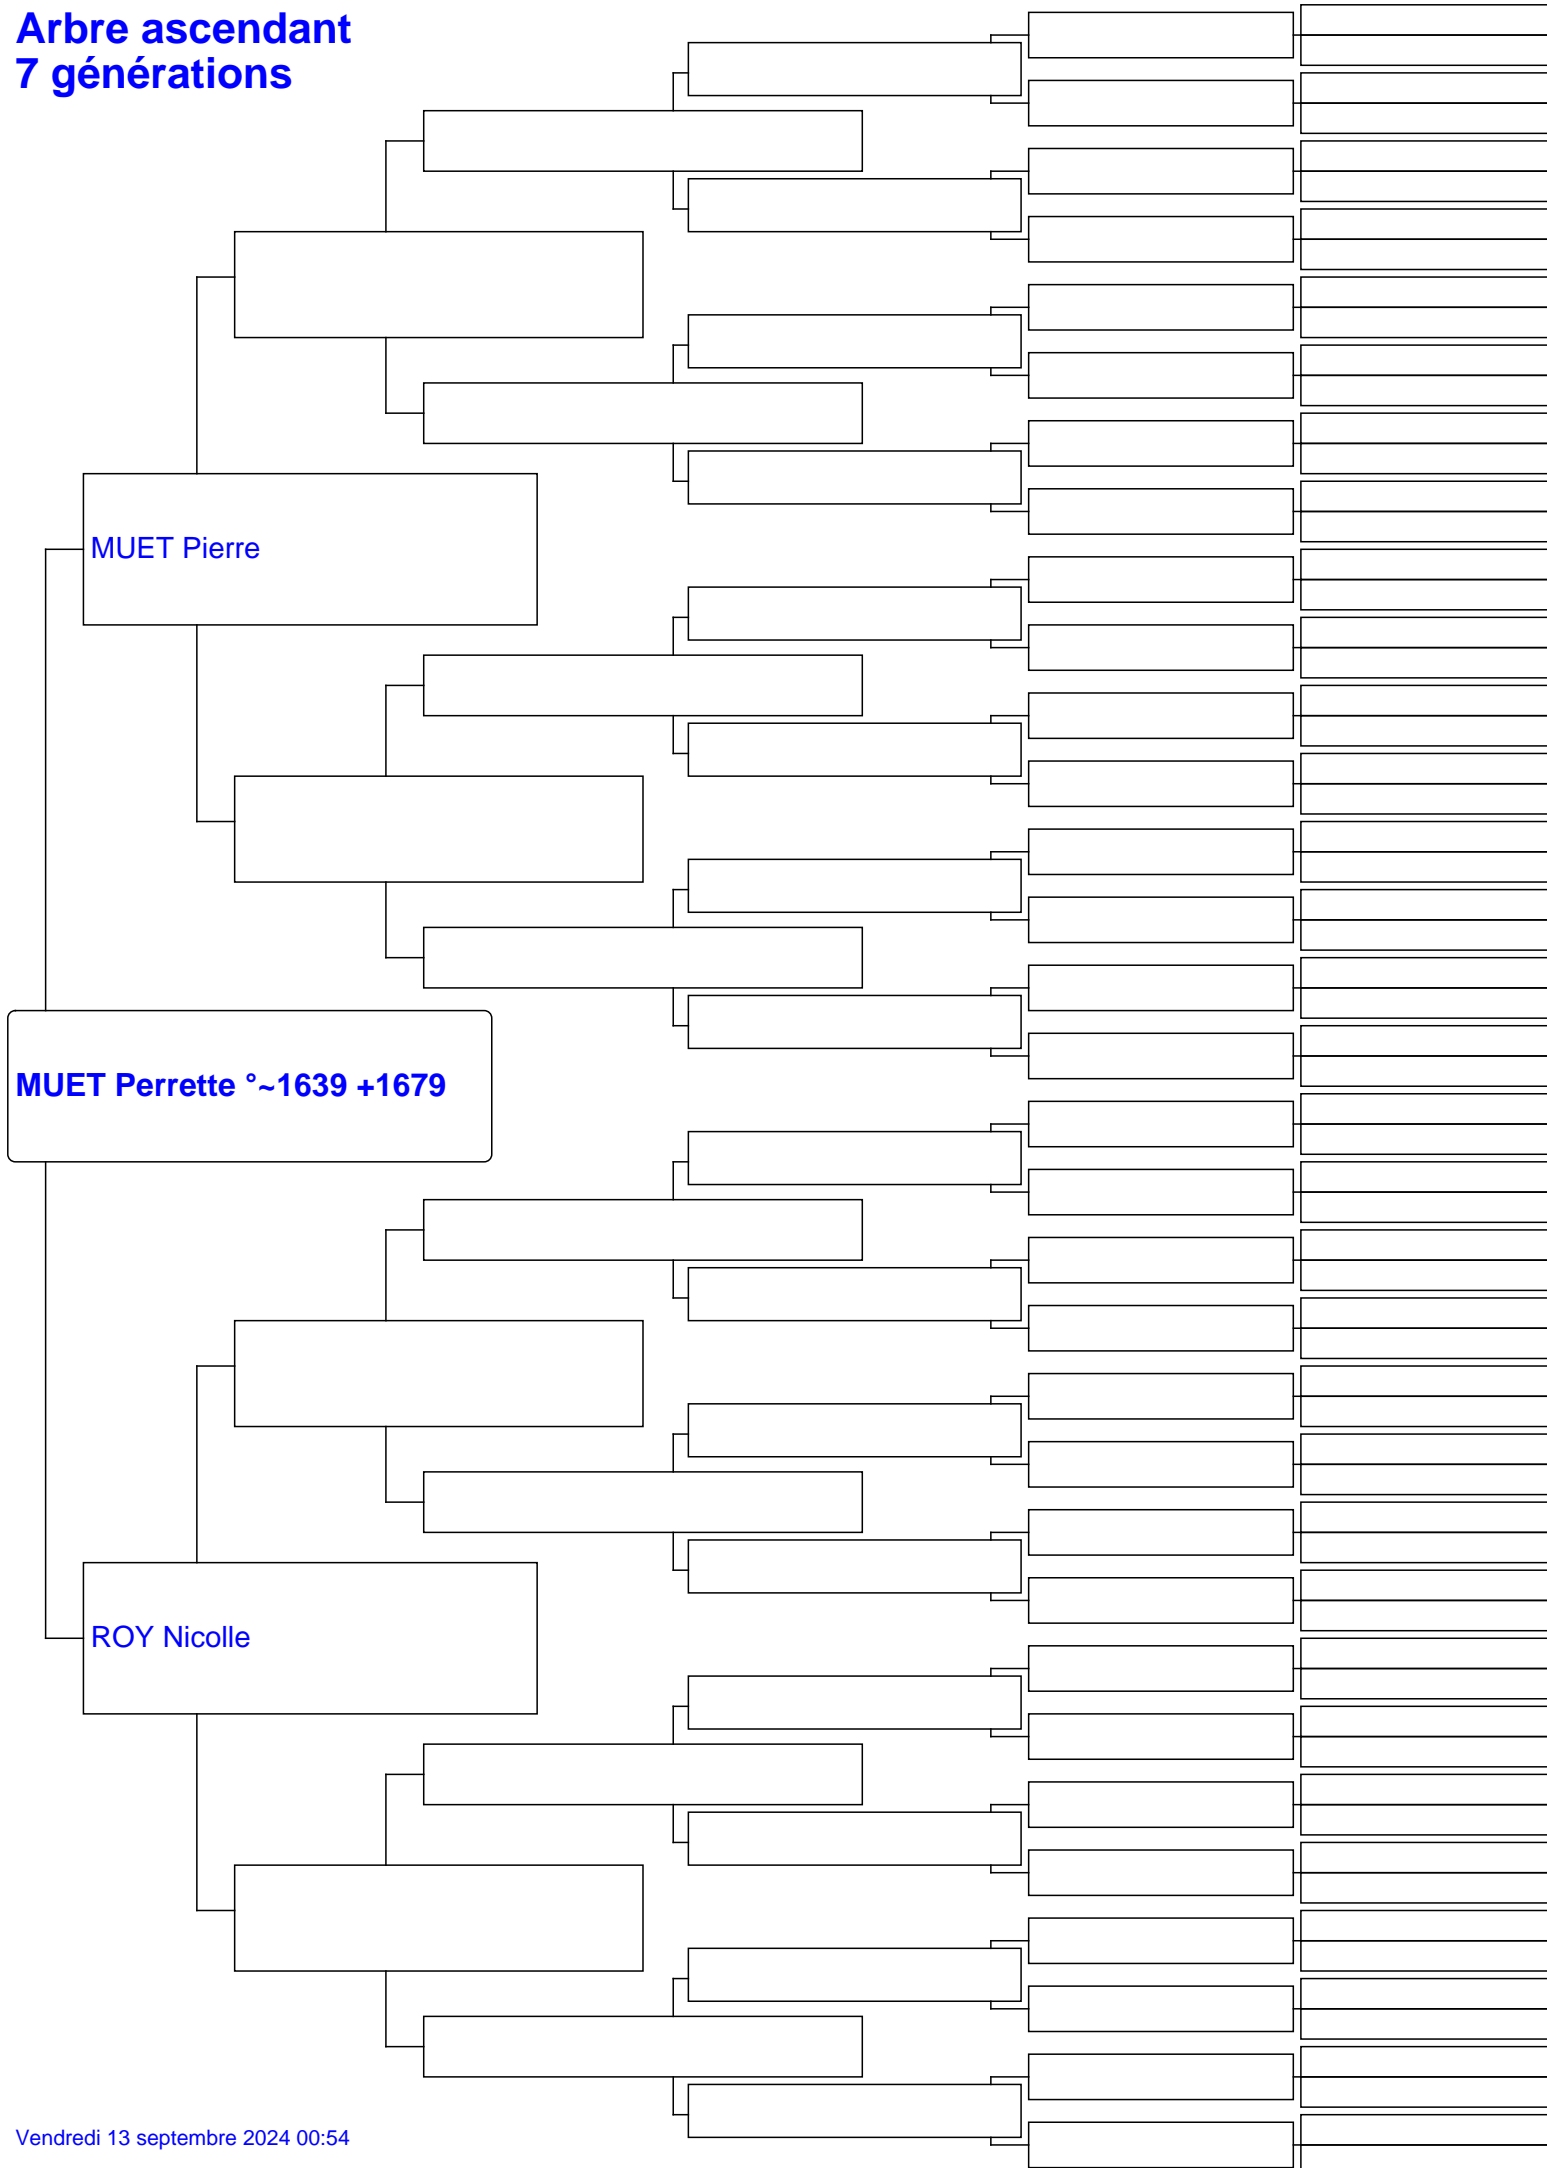 Arbre ascendant
7 générations
MUET Pierre
MUET Perrette °~1639 +1679
ROY Nicolle
Vendredi 13 septembre 2024 00:54